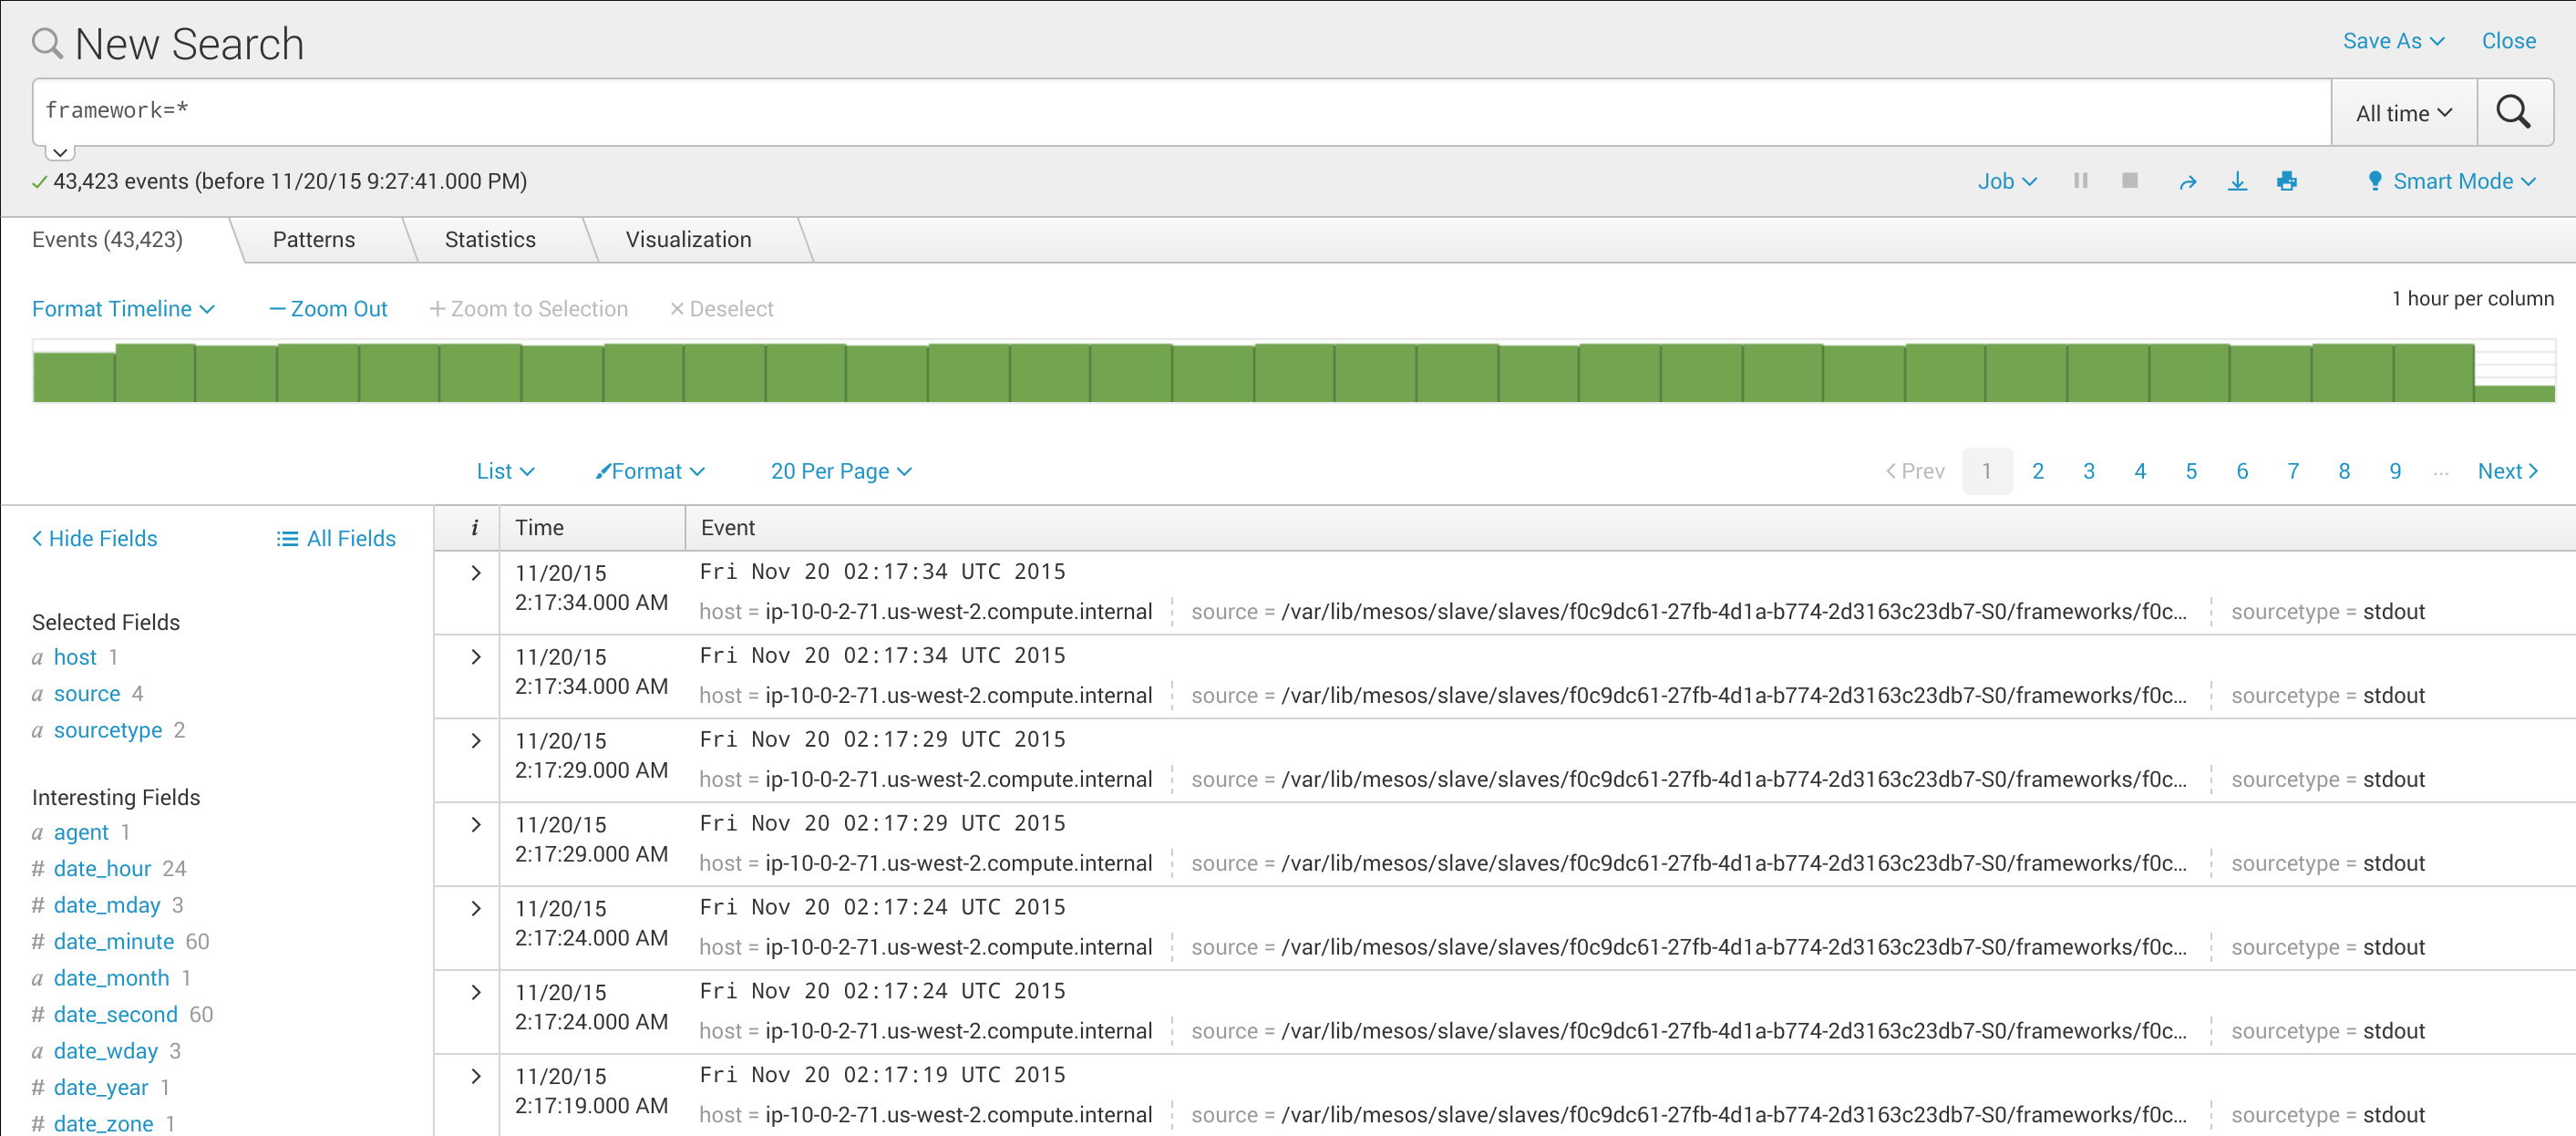 New Search
Save As
Close
framework=*
All time
43,423 events (before 11/20/15 9:27:41.000 PM)
Job
Smart Mode
Events (43,423)
Patterns
Statistics
Visualization
Format Timeline
— Zoom Out
+ Zoom to Selection
× Deselect
1 hour per column
List
Format
20 Per Page
< Prev 1 2 3 4 5 6 7 8 9 ... Next >
< Hide Fields
All Fields
Selected Fields
a host 1
a source 4
a sourcetype 2
Interesting Fields
a agent 1
# date_hour 24
# date_mday 3
# date_minute 60
a date_month 1
# date_second 60
a date_wday 3
# date_year 1
# date_zone 1
i Time Event
> 11/20/15 Fri Nov 20 02:17:34 UTC 2015
2:17:34.000 AM host = ip-10-0-2-71.us-west-2.compute.internal source = /var/lib/mesos/slave/slaves/f0c9dc61-27fb-4d1a-b774-2d3163c23db7-S0/frameworks/f0c... sourcetype = stdout
> 11/20/15 Fri Nov 20 02:17:34 UTC 2015
2:17:34.000 AM host = ip-10-0-2-71.us-west-2.compute.internal source = /var/lib/mesos/slave/slaves/f0c9dc61-27fb-4d1a-b774-2d3163c23db7-S0/frameworks/f0c... sourcetype = stdout
> 11/20/15 Fri Nov 20 02:17:29 UTC 2015
2:17:29.000 AM host = ip-10-0-2-71.us-west-2.compute.internal source = /var/lib/mesos/slave/slaves/f0c9dc61-27fb-4d1a-b774-2d3163c23db7-S0/frameworks/f0c... sourcetype = stdout
> 11/20/15 Fri Nov 20 02:17:29 UTC 2015
2:17:29.000 AM host = ip-10-0-2-71.us-west-2.compute.internal source = /var/lib/mesos/slave/slaves/f0c9dc61-27fb-4d1a-b774-2d3163c23db7-S0/frameworks/f0c... sourcetype = stdout
> 11/20/15 Fri Nov 20 02:17:24 UTC 2015
2:17:24.000 AM host = ip-10-0-2-71.us-west-2.compute.internal source = /var/lib/mesos/slave/slaves/f0c9dc61-27fb-4d1a-b774-2d3163c23db7-S0/frameworks/f0c... sourcetype = stdout
> 11/20/15 Fri Nov 20 02:17:24 UTC 2015
2:17:24.000 AM host = ip-10-0-2-71.us-west-2.compute.internal source = /var/lib/mesos/slave/slaves/f0c9dc61-27fb-4d1a-b774-2d3163c23db7-S0/frameworks/f0c... sourcetype = stdout
> 11/20/15 Fri Nov 20 02:17:19 UTC 2015
2:17:19.000 AM host = ip-10-0-2-71.us-west-2.compute.internal source = /var/lib/mesos/slave/slaves/f0c9dc61-27fb-4d1a-b774-2d3163c23db7-S0/frameworks/f0c... sourcetype = stdout